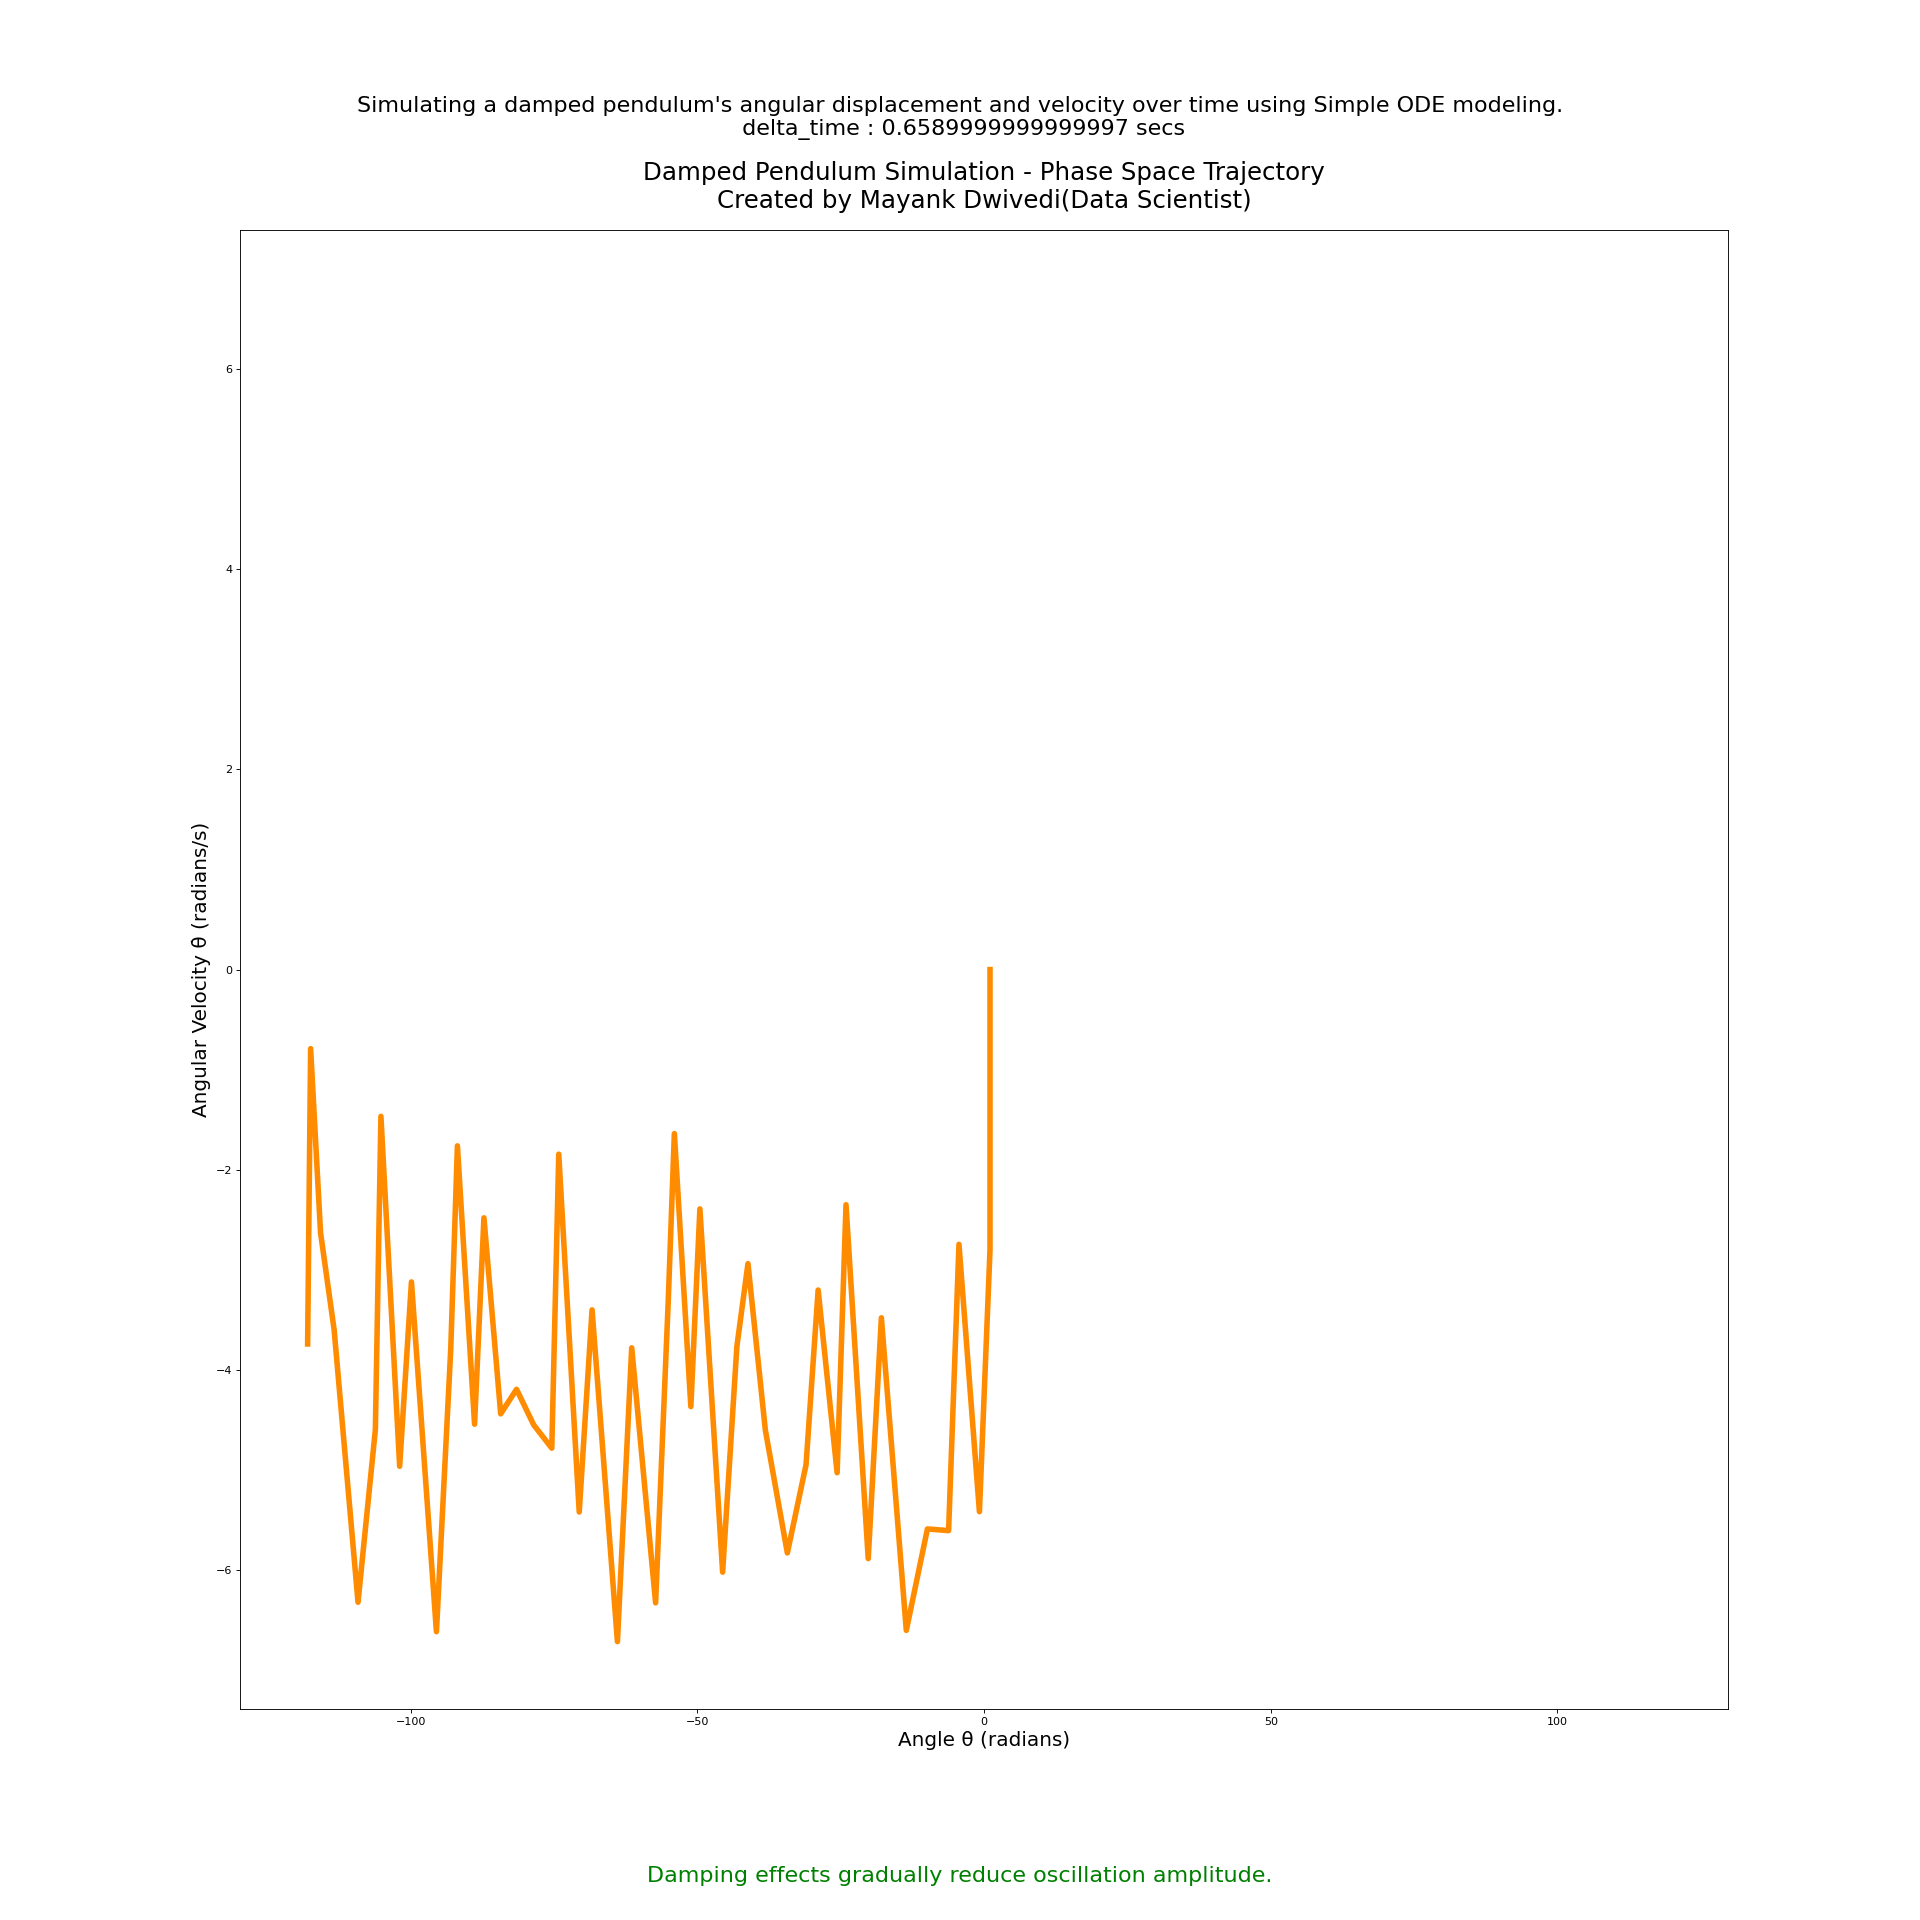 Simulating a damped pendulum's angular displacement and velocity over time using Simple ODE modeling.
delta_time : 0.6589999999999997 secs
Damped Pendulum Simulation - Phase Space Trajectory
Created by Mayank Dwivedi(Data Scientist)
6
4
2
0
−2
−4
−6
Angular Velocity θ (radians/s)
−100
−50
0
50
100
Angle θ (radians)
Damping effects gradually reduce oscillation amplitude.